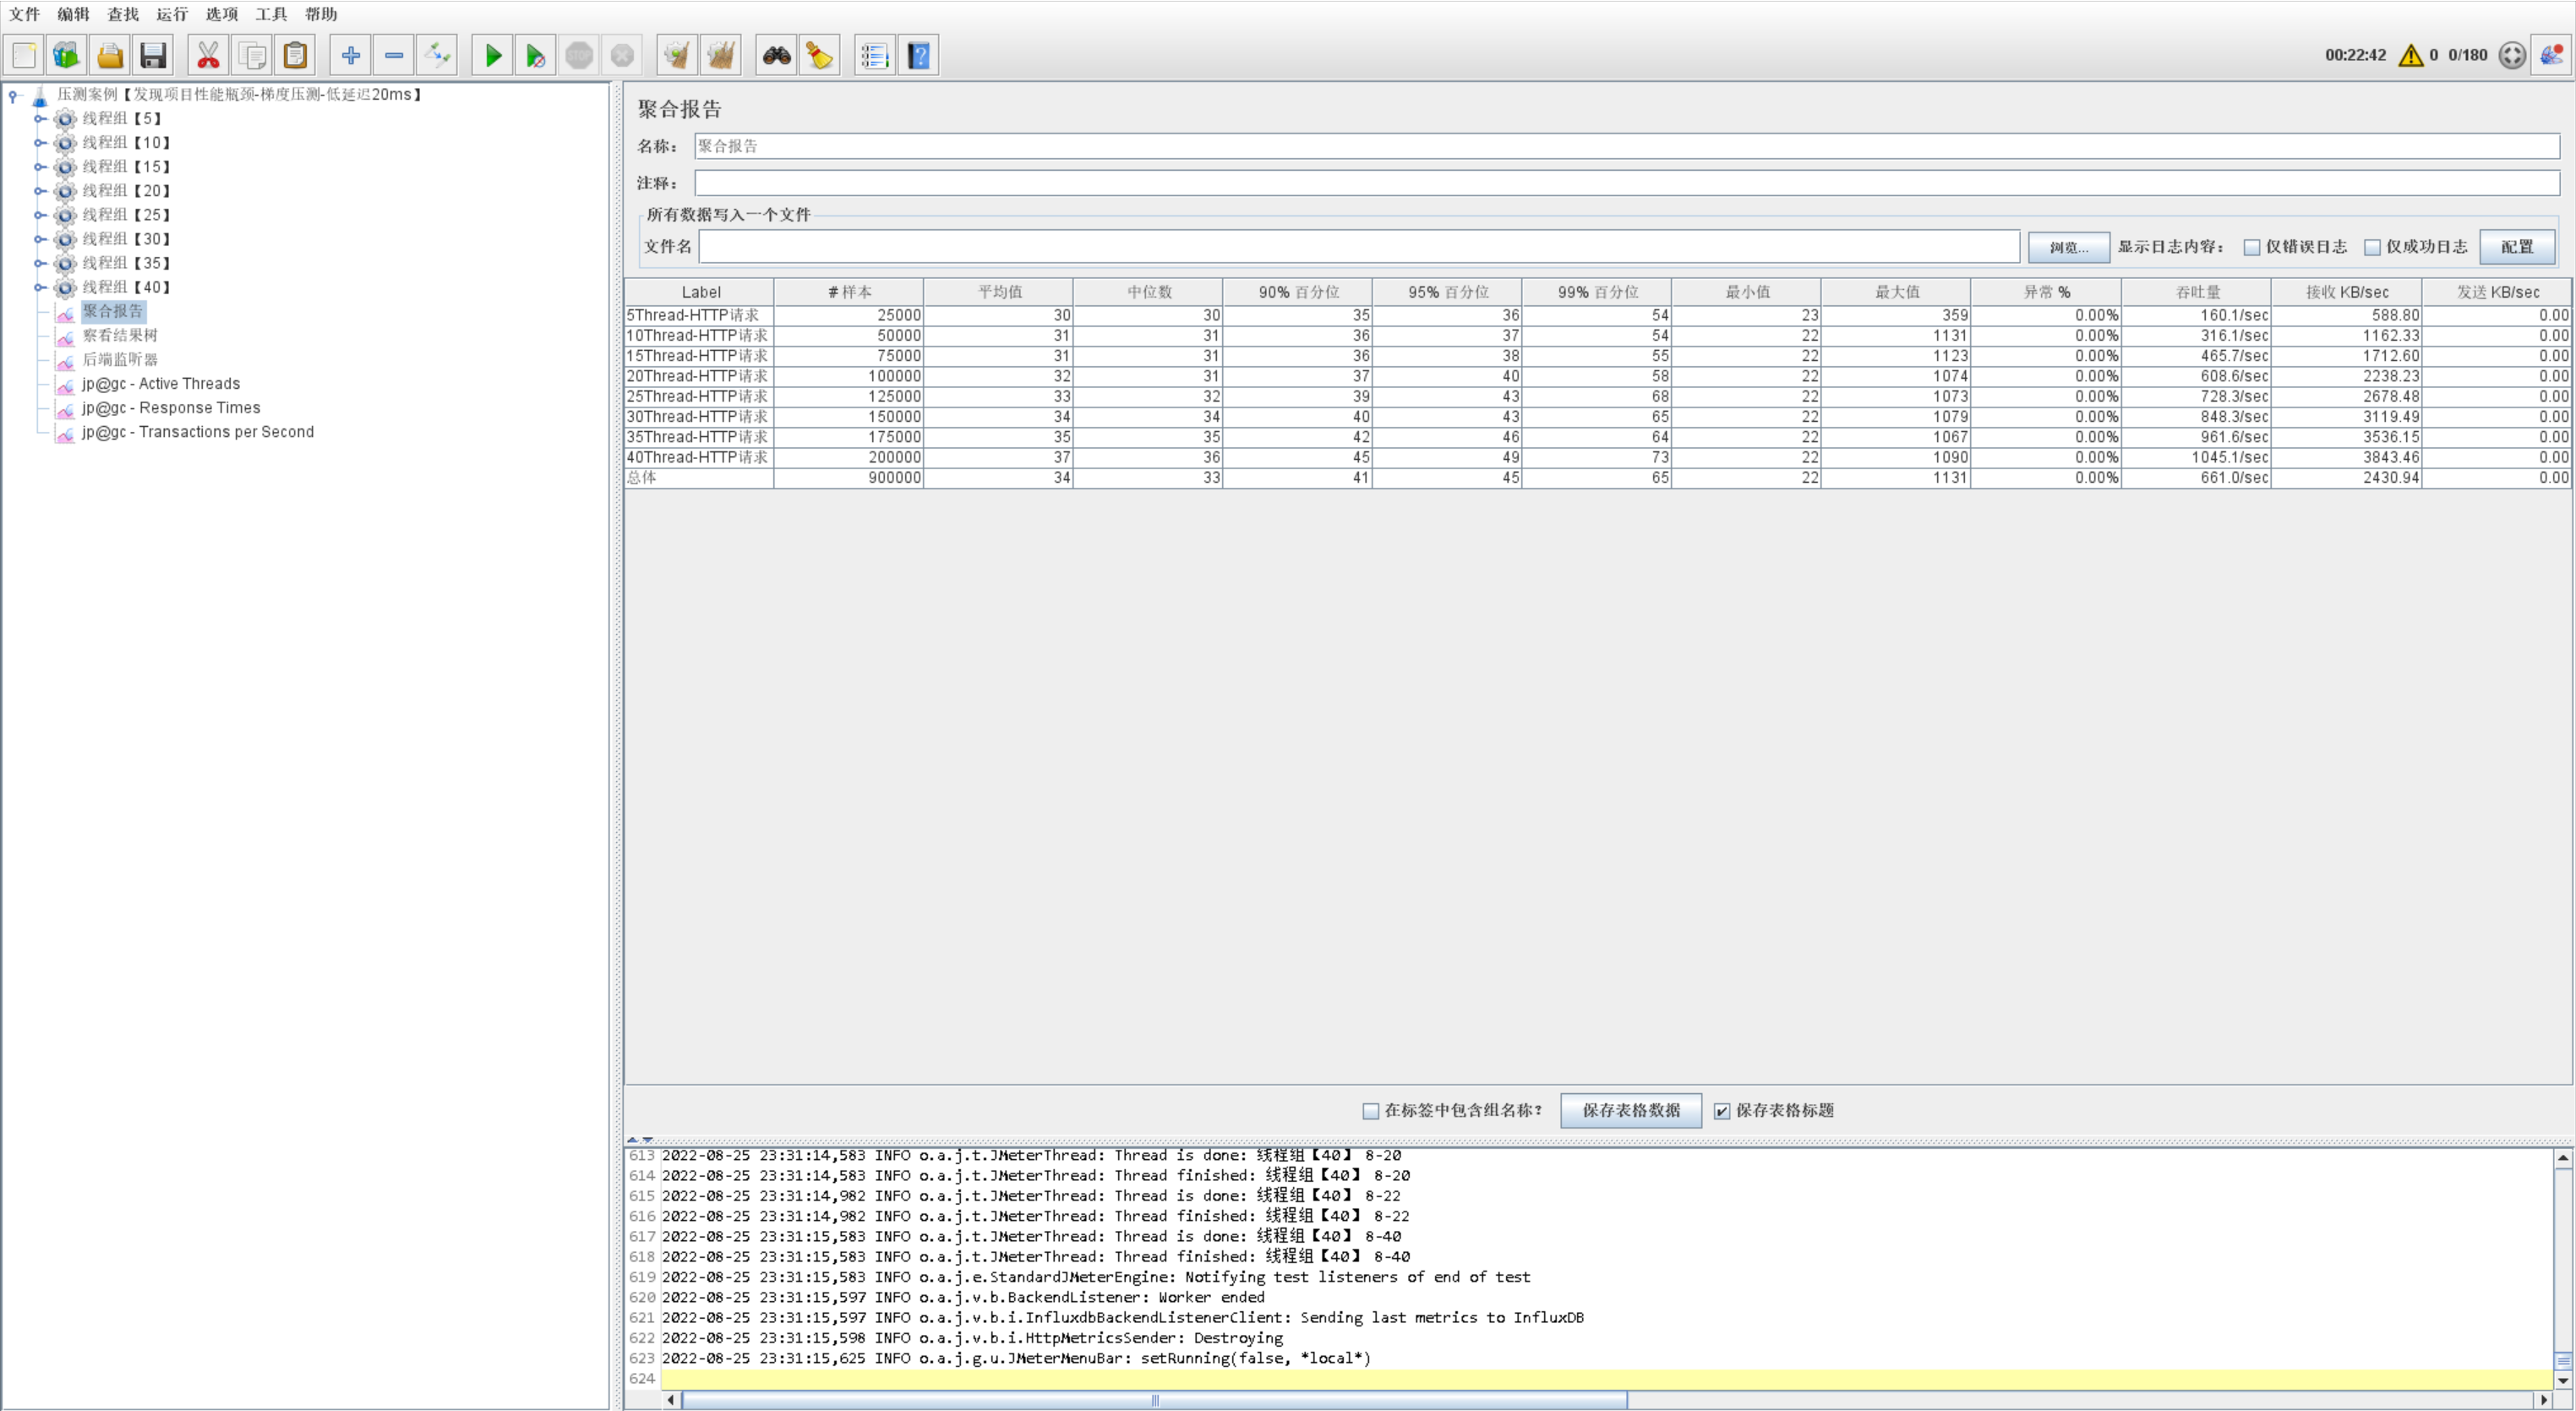 文件 编辑 查找 运行 选项 工具 帮助
STOP
00:22:42 0 0/180
压测案例【发现项目性能瓶颈-梯度压测-低延迟20ms】
线程组【5】
线程组【10】
线程组【15】
线程组【20】
线程组【25】
线程组【30】
线程组【35】
线程组【40】
聚合报告
察看结果树
后端监听器
jp@gc - Active Threads
jp@gc - Response Times
jp@gc - Transactions per Second
聚合报告
名称： 聚合报告
注释：
所有数据写入一个文件
文件名 浏览... 显示日志内容： 仅错误日志 仅成功日志 配置
Label # 样本 平均值 中位数 90% 百分位 95% 百分位 99% 百分位 最小值 最大值 异常 % 吞吐量 接收 KB/sec 发送 KB/sec
5Thread-HTTP请求 25000 30 30 35 36 54 23 359 0.00% 160.1/sec 588.80 0.00
10Thread-HTTP请求 50000 31 31 36 37 54 22 1131 0.00% 316.1/sec 1162.33 0.00
15Thread-HTTP请求 75000 31 31 36 38 55 22 1123 0.00% 465.7/sec 1712.60 0.00
20Thread-HTTP请求 100000 32 31 37 40 58 22 1074 0.00% 608.6/sec 2238.23 0.00
25Thread-HTTP请求 125000 33 32 39 43 68 22 1073 0.00% 728.3/sec 2678.48 0.00
30Thread-HTTP请求 150000 34 34 40 43 65 22 1079 0.00% 848.3/sec 3119.49 0.00
35Thread-HTTP请求 175000 35 35 42 46 64 22 1067 0.00% 961.6/sec 3536.15 0.00
40Thread-HTTP请求 200000 37 36 45 49 73 22 1090 0.00% 1045.1/sec 3843.46 0.00
总体 900000 34 33 41 45 65 22 1131 0.00% 661.0/sec 2430.94 0.00
在标签中包含组名称? 保存表格数据 保存表格标题
613 2022-08-25 23:31:14,583 INFO o.a.j.t.JMeterThread: Thread is done: 线程组【40】 8-20
614 2022-08-25 23:31:14,583 INFO o.a.j.t.JMeterThread: Thread finished: 线程组【40】 8-20
615 2022-08-25 23:31:14,982 INFO o.a.j.t.JMeterThread: Thread is done: 线程组【40】 8-22
616 2022-08-25 23:31:14,982 INFO o.a.j.t.JMeterThread: Thread finished: 线程组【40】 8-22
617 2022-08-25 23:31:15,583 INFO o.a.j.t.JMeterThread: Thread is done: 线程组【40】 8-40
618 2022-08-25 23:31:15,583 INFO o.a.j.t.JMeterThread: Thread finished: 线程组【40】 8-40
619 2022-08-25 23:31:15,583 INFO o.a.j.e.StandardJMeterEngine: Notifying test listeners of end of test
620 2022-08-25 23:31:15,597 INFO o.a.j.v.b.BackendListener: Worker ended
621 2022-08-25 23:31:15,597 INFO o.a.j.v.b.i.InfluxdbBackendListenerClient: Sending last metrics to InfluxDB
622 2022-08-25 23:31:15,598 INFO o.a.j.v.b.i.HttpMetricsSender: Destroying
623 2022-08-25 23:31:15,625 INFO o.a.j.g.u.JMeterMenuBar: setRunning(false, *local*)
624